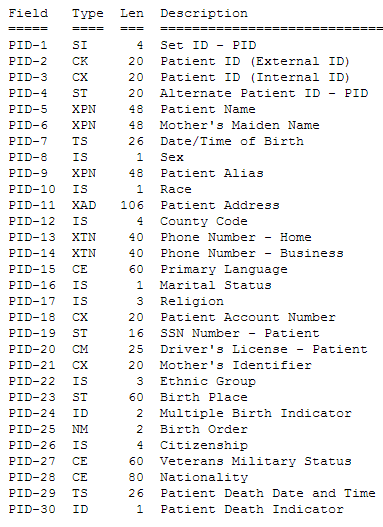 Field   Type  Len  Description
=====   ====  ===  ============================
PID-1   SI      4  Set ID - PID
PID-2   CK     20  Patient ID (External ID)
PID-3   CX     20  Patient ID (Internal ID)
PID-4   ST     20  Alternate Patient ID - PID
PID-5   XPN    48  Patient Name
PID-6   XPN    48  Mother's Maiden Name
PID-7   TS     26  Date/Time of Birth
PID-8   IS      1  Sex
PID-9   XPN    48  Patient Alias
PID-10  IS      1  Race
PID-11  XAD   106  Patient Address
PID-12  IS      4  County Code
PID-13  XTN    40  Phone Number - Home
PID-14  XTN    40  Phone Number - Business
PID-15  CE     60  Primary Language
PID-16  IS      1  Marital Status
PID-17  IS      3  Religion
PID-18  CX     20  Patient Account Number
PID-19  ST     16  SSN Number - Patient
PID-20  CM     25  Driver's License - Patient
PID-21  CX     20  Mother's Identifier
PID-22  IS      3  Ethnic Group
PID-23  ST     60  Birth Place
PID-24  ID      2  Multiple Birth Indicator
PID-25  NM      2  Birth Order
PID-26  IS      4  Citizenship
PID-27  CE     60  Veterans Military Status
PID-28  CE     80  Nationality
PID-29  TS     26  Patient Death Date and Time
PID-30  ID      1  Patient Death Indicator